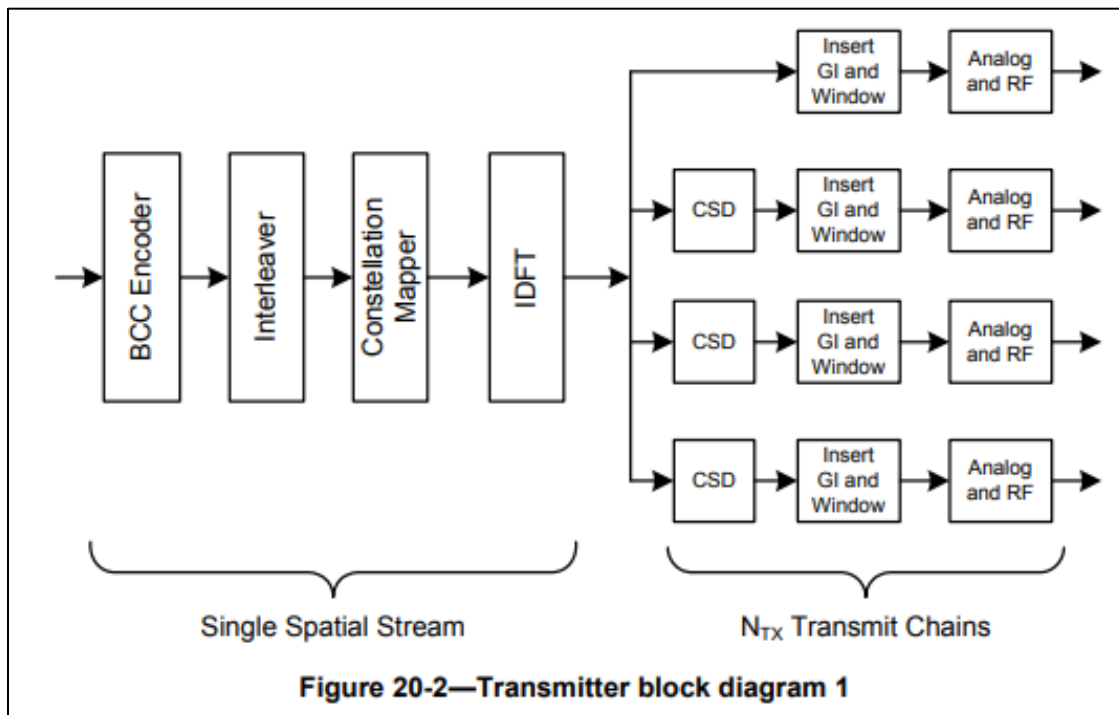 BCC Encoder
Interleaver
Constellation
Mapper
IDFT
Insert
GI and
Window
Analog
and RF
CSD
Insert
GI and
Window
Analog
and RF
CSD
Insert
GI and
Window
Analog
and RF
CSD
Insert
GI and
Window
Analog
and RF
Single Spatial Stream
NTX Transmit Chains
Figure 20-2—Transmitter block diagram 1